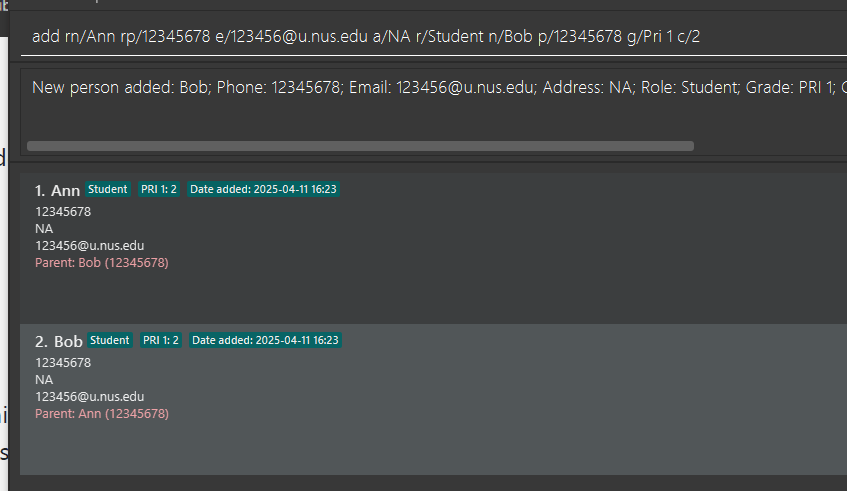 add rn/Ann rp/12345678 e/123456@u.nus.edu a/NA r/Student n/Bob p/12345678 g/Pri 1 c/2
New person added: Bob; Phone: 12345678; Email: 123456@u.nus.edu; Address: NA; Role: Student; Grade: PRI 1;
1. Ann Student PRI 1: 2 Date added: 2025-04-11 16:23
12345678
NA
123456@u.nus.edu
Parent: Bob (12345678)
2. Bob Student PRI 1: 2 Date added: 2025-04-11 16:23
12345678
NA
123456@u.nus.edu
Parent: Ann (12345678)